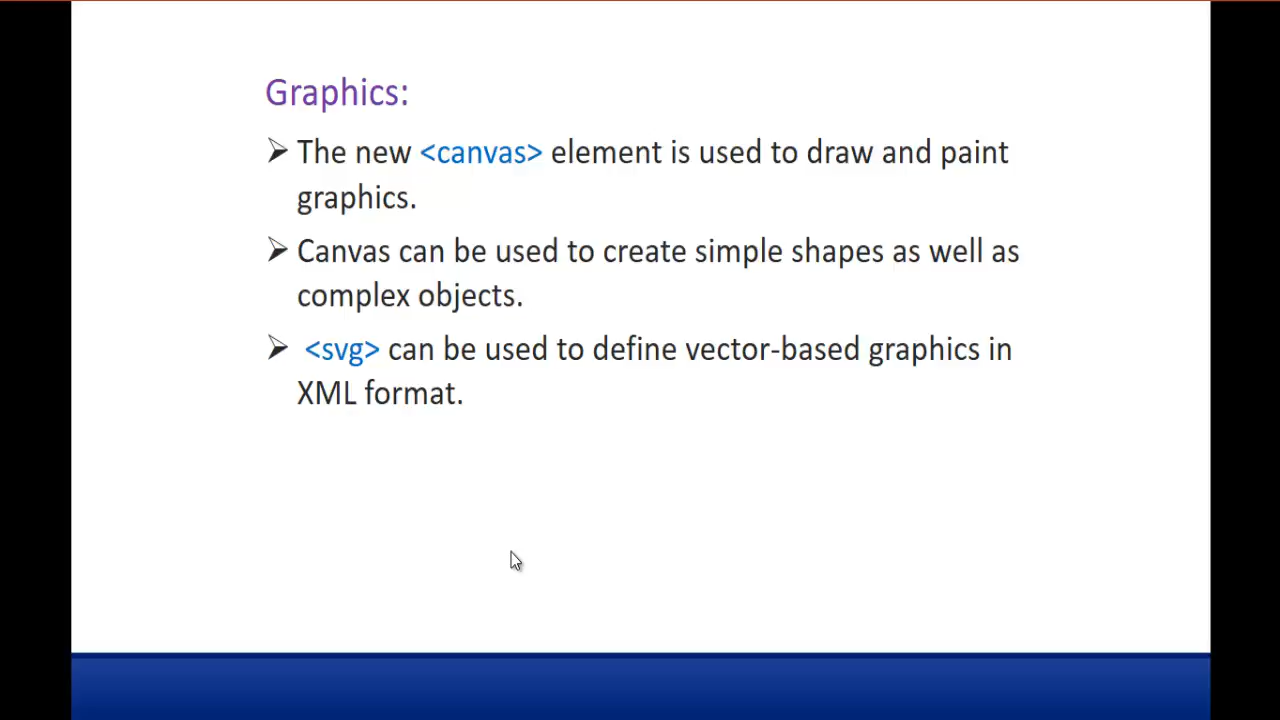 Graphics:
➢ The new <canvas> element is used to draw and paint
graphics.
➢ Canvas can be used to create simple shapes as well as
complex objects.
➢ <svg> can be used to define vector-based graphics in
XML format.